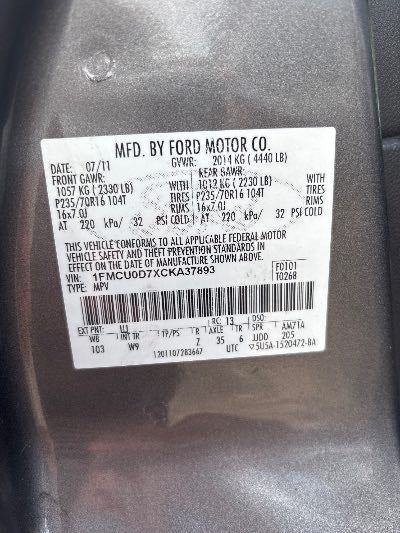 MFD. BY FORD MOTOR CO.
DATE: 07/11 GVWR: 2014 KG ( 4440 LB)
FRONT GAWR: REAR GAWR:
1057 KG ( 2330 LB) WITH 1012 KG ( 2230 LB) WITH
P235/70R16 104T TIRES P235/70R16 104T TIRES
16x7.0J RIMS 16x7.0J RIMS
AT 220 kPa/ 32 PSI COLD AT 220 kPa/ 32 PSI COLD
THIS VEHICLE CONFORMS TO ALL APPLICABLE FEDERAL MOTOR
VEHICLE SAFETY AND THEFT PREVENTION STANDARDS IN
EFFECT ON THE DATE OF MANUFACTURE SHOWN ABOVE.
VIN: 1FMCU0D7XCKA37893 F0101
TYPE: MPV T0268
EXT PNT: UJ RC: 13 DSO:
WB INT TR TP/PS R AXLE TR SPR AM71A
103 W9 Z 35 6 JJDD 205
1201107283667 UTC 5U5A-1520472-BA